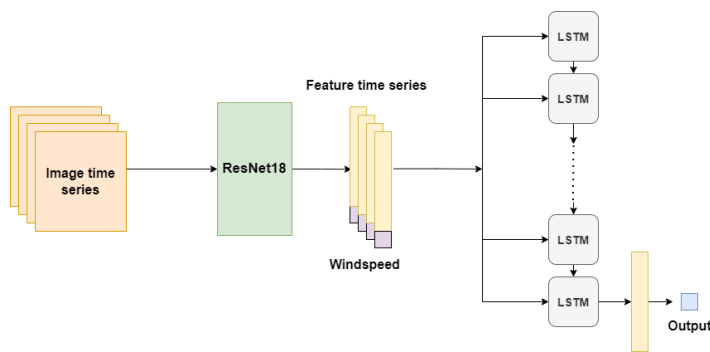 Image time
series
ResNet18
Feature time series
Windspeed
LSTM
LSTM
LSTM
LSTM
Output